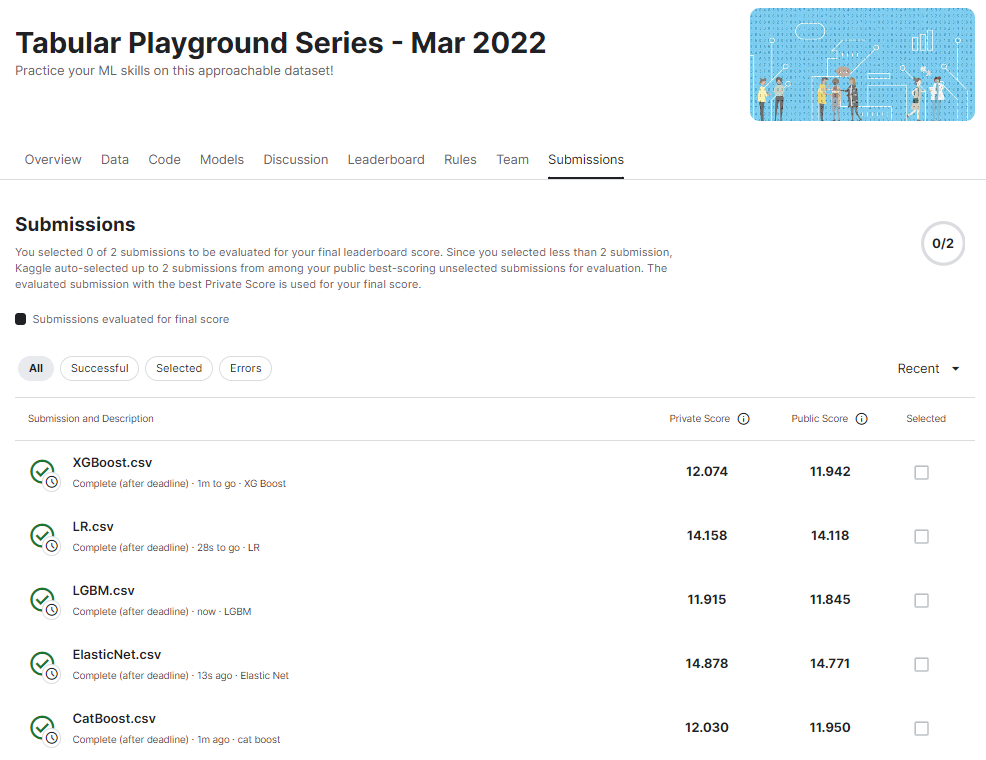 Tabular Playground Series - Mar 2022
Practice your ML skills on this approachable dataset!
Overview Data Code Models Discussion Leaderboard Rules Team Submissions
Submissions
You selected 0 of 2 submissions to be evaluated for your final leaderboard score. Since you selected less than 2 submission,
Kaggle auto-selected up to 2 submissions from among your public best-scoring unselected submissions for evaluation. The
evaluated submission with the best Private Score is used for your final score.
0/2
Submissions evaluated for final score
All Successful Selected Errors Recent
Submission and Description Private Score Public Score Selected
XGBoost.csv
Complete (after deadline) · 1m to go · XG Boost
12.074 11.942
LR.csv
Complete (after deadline) · 28s to go · LR
14.158 14.118
LGBM.csv
Complete (after deadline) · now · LGBM
11.915 11.845
ElasticNet.csv
Complete (after deadline) · 13s ago · Elastic Net
14.878 14.771
CatBoost.csv
Complete (after deadline) · 1m ago · cat boost
12.030 11.950